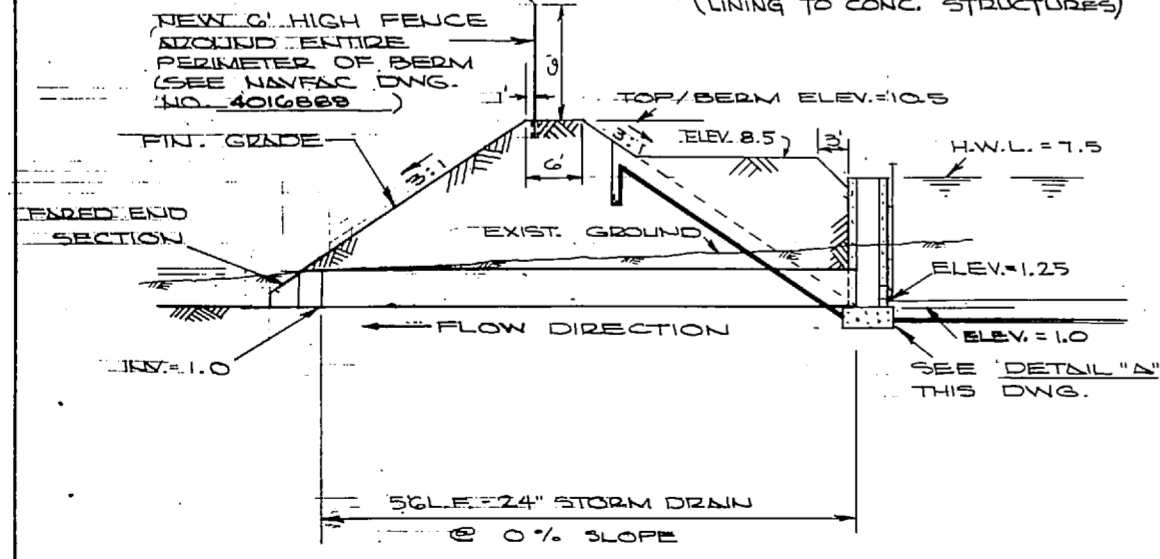 (LINING TO CONC. STRUCTURES)
NEW 6' HIGH FENCE
AROUND ENTIRE
PERIMETER OF BERM
(SEE NAVFAC DWG.
NO. 4016888)
6'
1'
TOP/BERM ELEV.=10.5
FIN. GRADE
3:1
6'
3:1
ELEV. 8.5
3'
H.W.L. = 7.5
FLARED END
SECTION
EXIST. GROUND
ELEV.=1.25
FLOW DIRECTION
INV.=1.0
ELEV.=1.0
SEE DETAIL "A"
THIS DWG.
56 L.F.=24" STORM DRAIN
@ 0% SLOPE